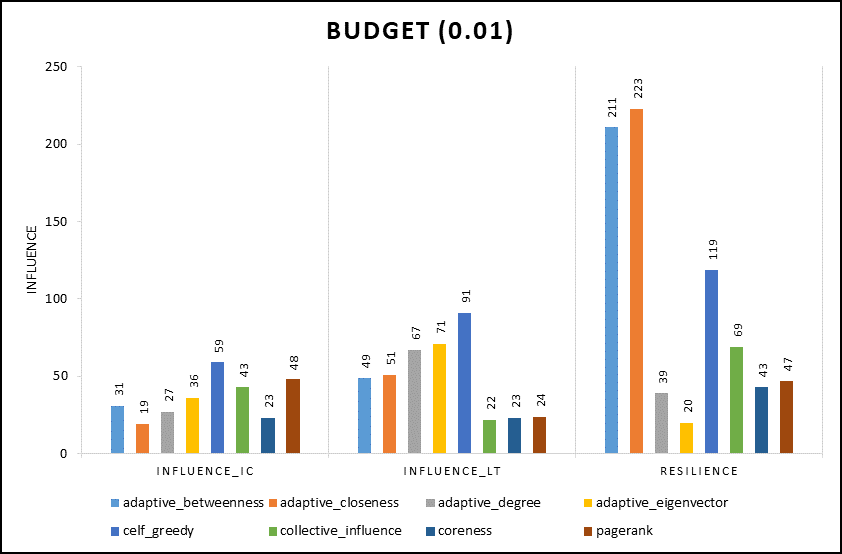 BUDGET (0.01)
INFLUENCE
250
200
150
100
50
0
31 19 27 36 59 43 23 48
49 51 67 71 91 22 23 24
211 223 39 20 119 69 43 47
INFLUENCE_IC INFLUENCE_LT RESILIENCE
adaptive_betweenness adaptive_closeness adaptive_degree adaptive_eigenvector
celf_greedy collective_influence coreness pagerank